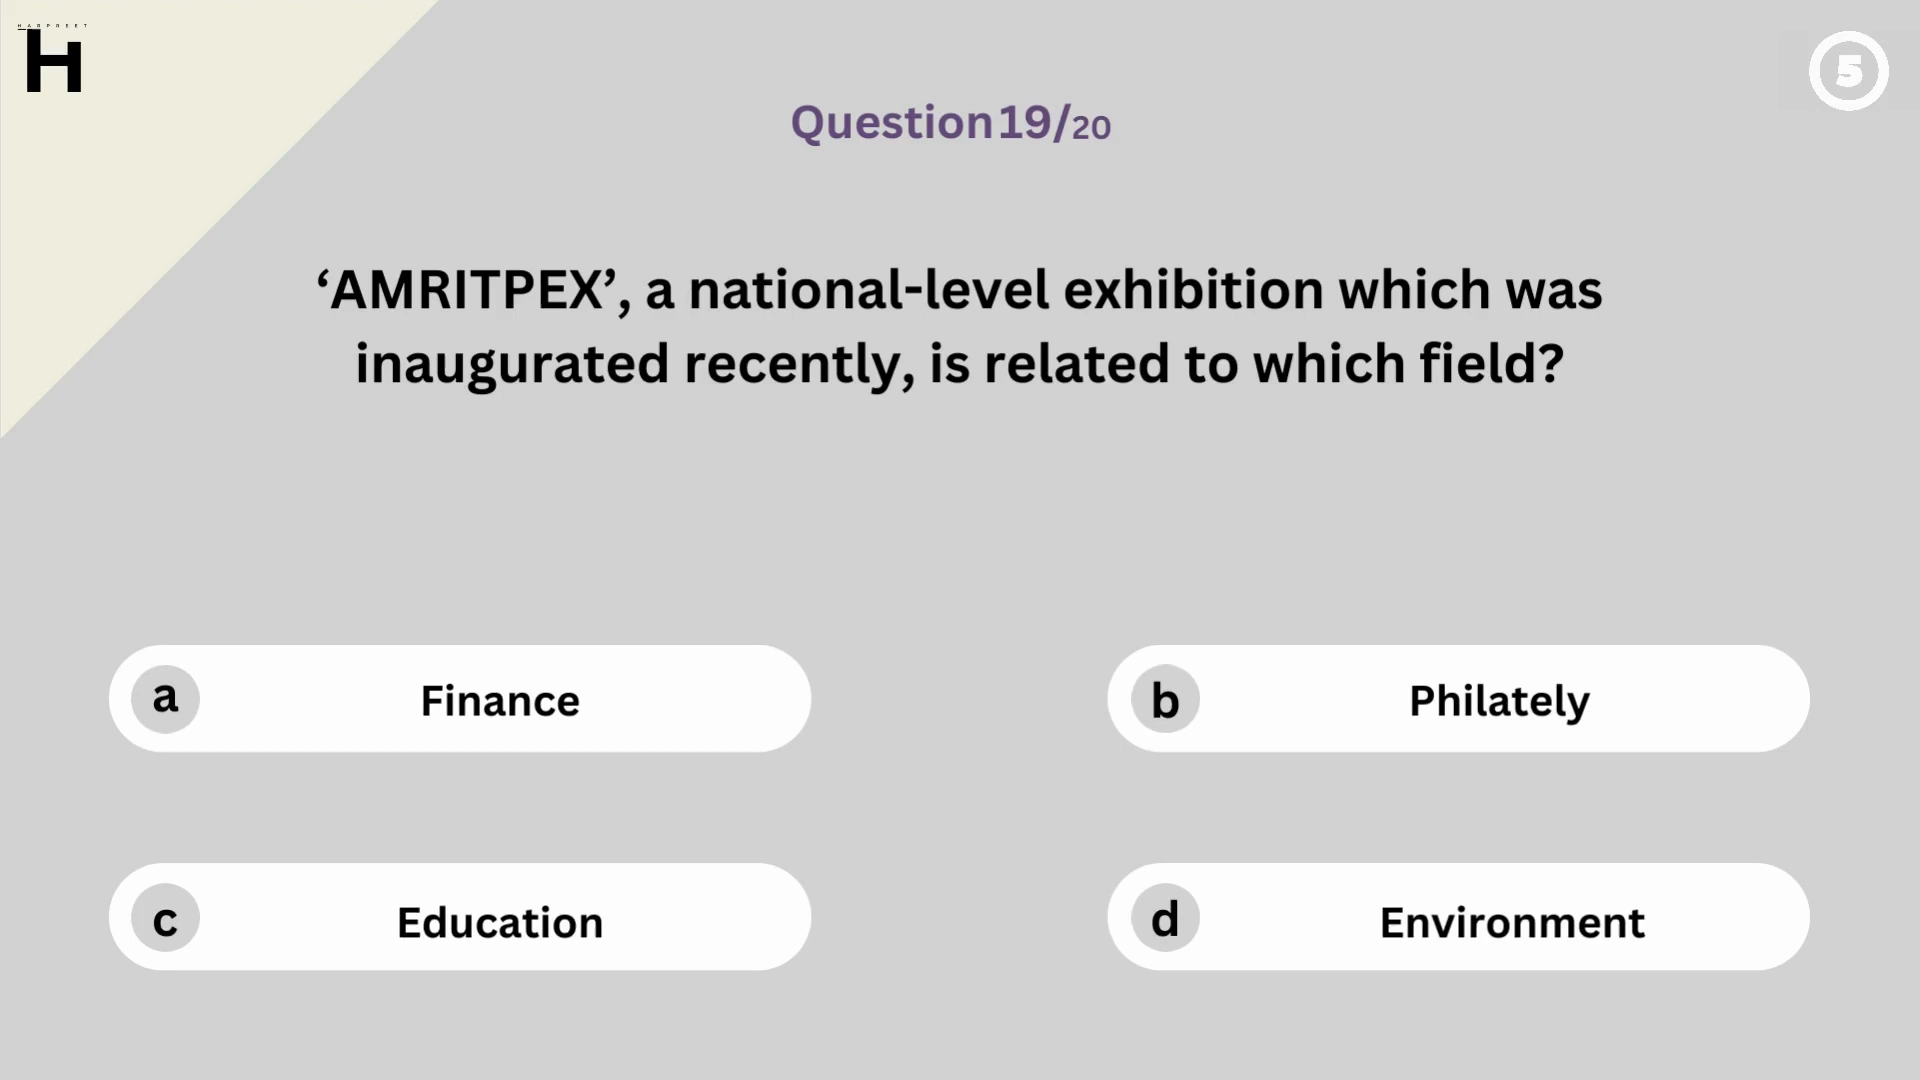 HARPREET
H
5
Question 19/20
‘AMRITPEX’, a national-level exhibition which was
inaugurated recently, is related to which field?
a Finance
b Philately
c Education
d Environment